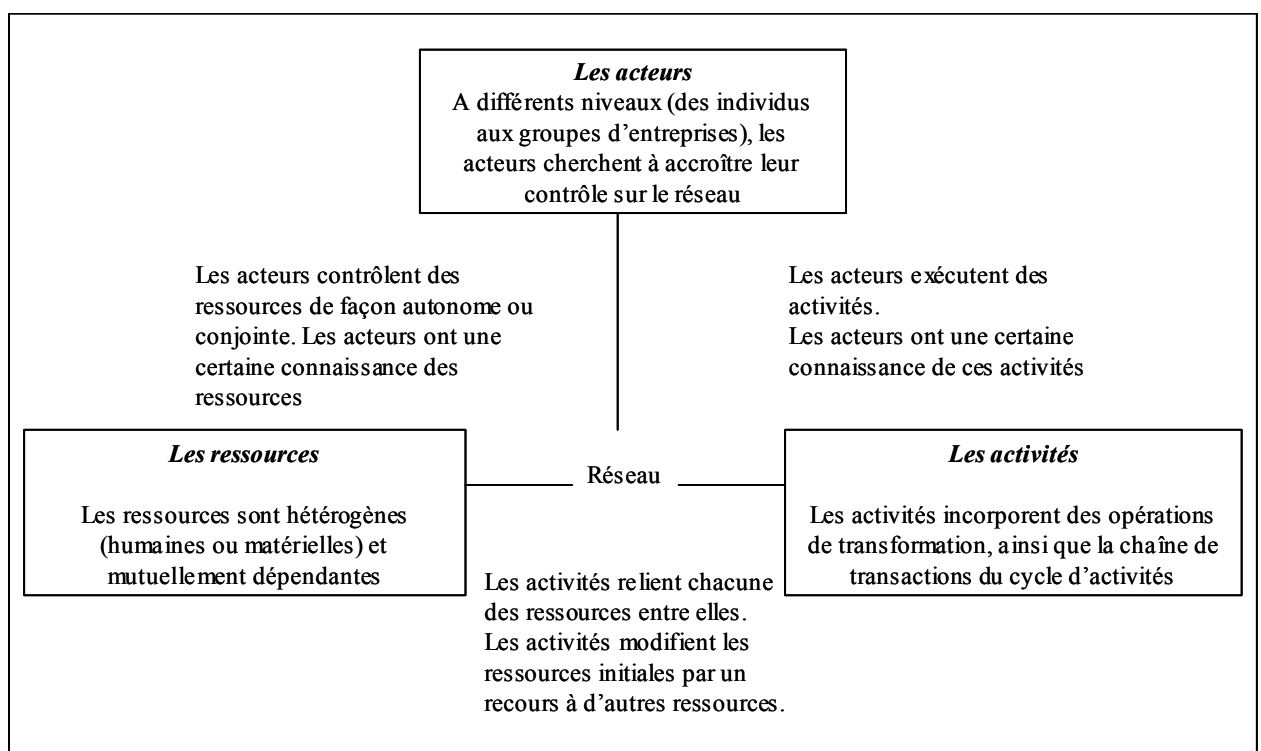 Les acteurs
A différents niveaux (des individus
aux groupes d'entreprises), les
acteurs cherchent à accroître leur
contrôle sur le réseau
Les acteurs contrôlent des
ressources de façon autonome ou
conjointe. Les acteurs ont une
certaine connaissance des
ressources
Les acteurs exécutent des
activités.
Les acteurs ont une certaine
connaissance de ces activités
Les ressources
Les ressources sont hétérogènes
(humaines ou matérielles) et
mutuellement dépendantes
Réseau
Les activités
Les activités incorporent des opérations
de transformation, ainsi que la chaîne de
transactions du cycle d'activités
Les activités relient chacune
des ressources entre elles.
Les activités modifient les
ressources initiales par un
recours à d'autres ressources.